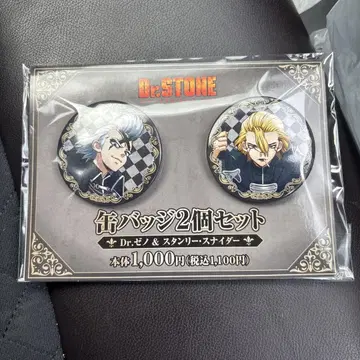 Dr.STONE
缶バッジ2個セット
Dr.ゼノ & スタンリー・スナイダー
本体1,000円(税込1,100円)